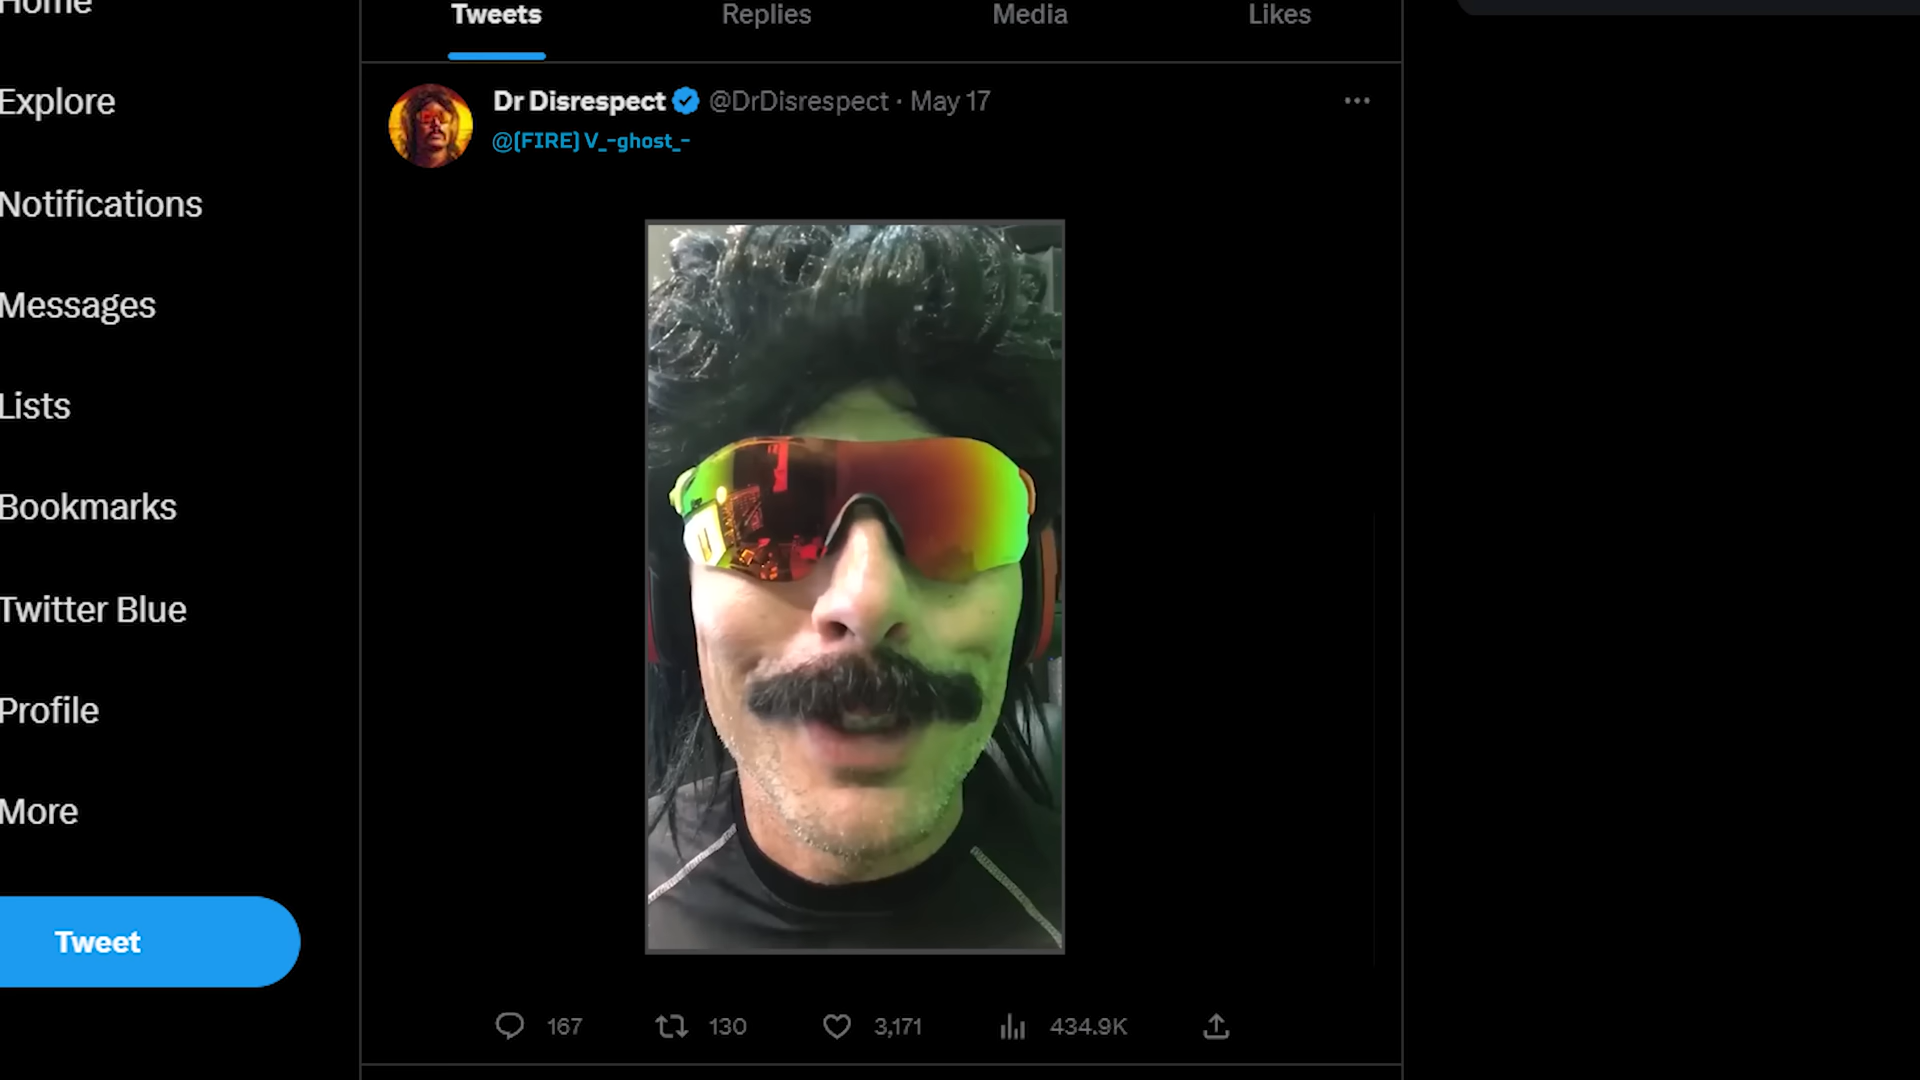 Home
Tweets
Replies
Media
Likes
Explore
Notifications
Messages
Lists
Bookmarks
Twitter Blue
Profile
More
Tweet
Dr Disrespect @DrDisrespect · May 17
@[FIRE] V_-ghost_-
167
130
3,171
434.9K